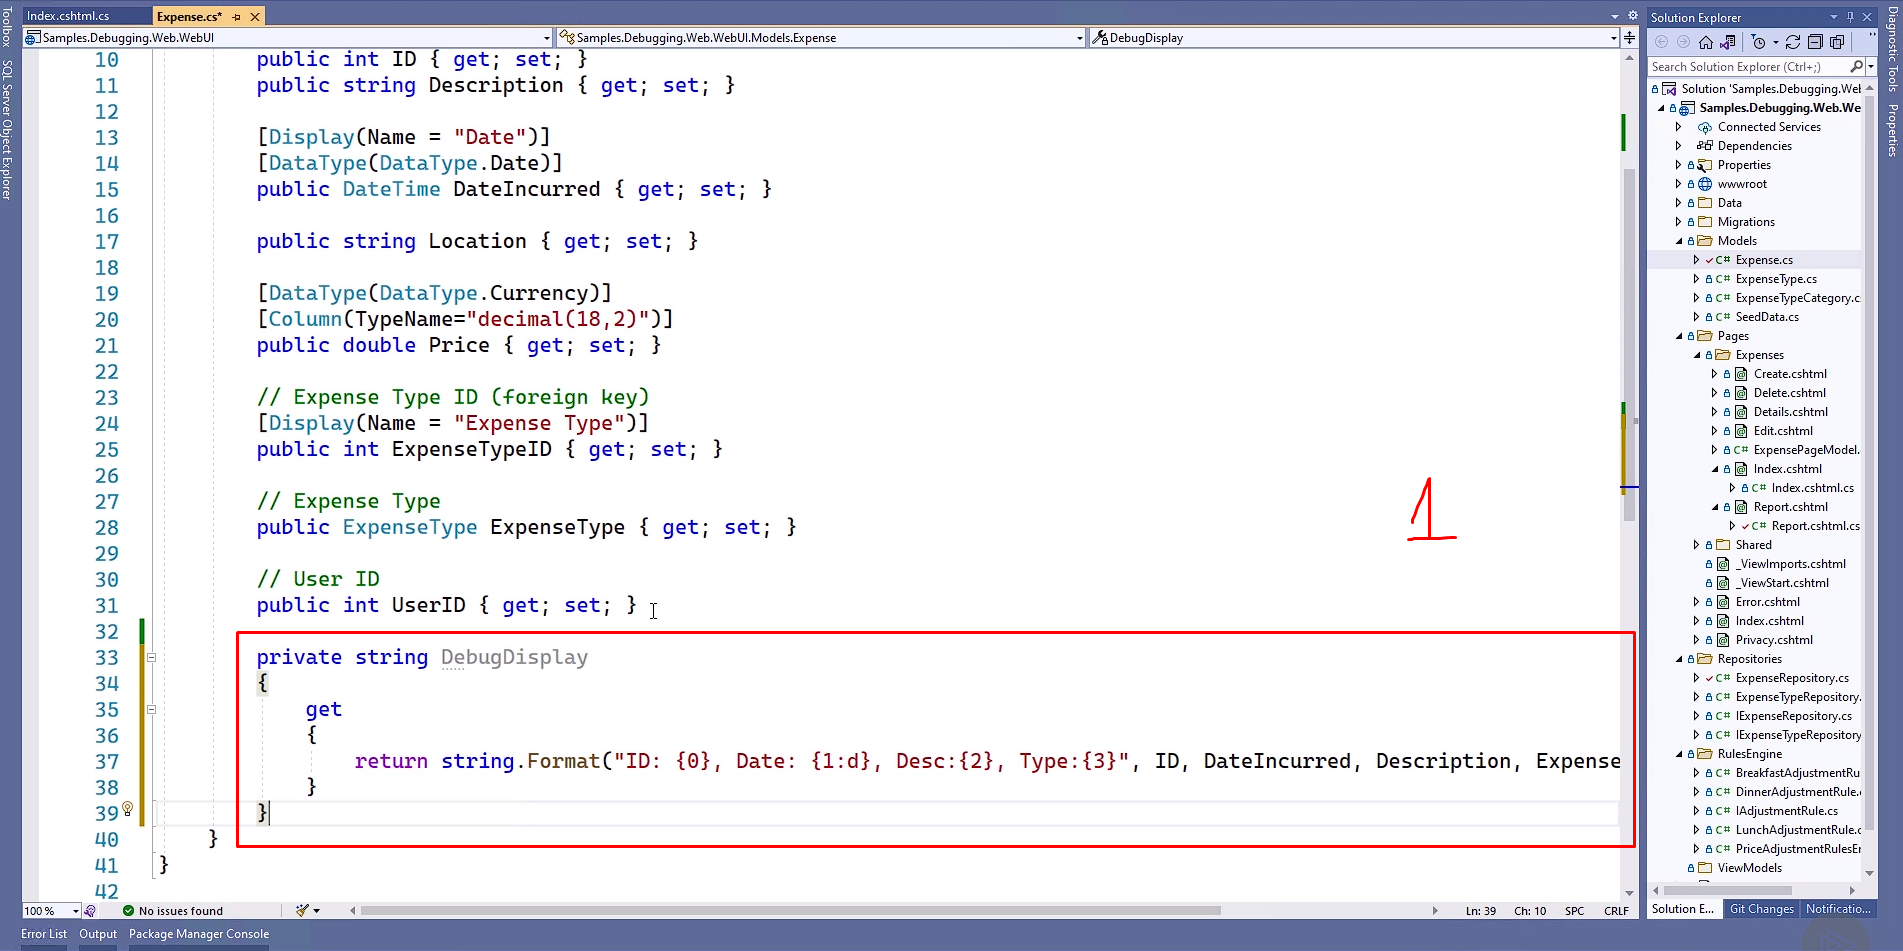 Index.cshtml.cs
Expense.cs*
Samples.Debugging.Web.WebUI
Samples.Debugging.Web.WebUI.Models.Expense
DebugDisplay
Toolbox
SQL Server Object Explorer
10 public int ID { get; set; }
11 public string Description { get; set; }
12
13 [Display(Name = "Date")]
14 [DataType(DataType.Date)]
15 public DateTime DateIncurred { get; set; }
16
17 public string Location { get; set; }
18
19 [DataType(DataType.Currency)]
20 [Column(TypeName="decimal(18,2)")]
21 public double Price { get; set; }
22
23 // Expense Type ID (foreign key)
24 [Display(Name = "Expense Type")]
25 public int ExpenseTypeID { get; set; }
26
27 // Expense Type
28 public ExpenseType ExpenseType { get; set; }
29
30 // User ID
31 public int UserID { get; set; }
32
33 private string DebugDisplay
34 {
35 get
36 {
37 return string.Format("ID: {0}, Date: {1:d}, Desc:{2}, Type:{3}", ID, DateIncurred, Description, Expense
38 }
39 }
40 }
41 }
42
1
100 %
No issues found
Ln: 39 Ch: 10 SPC CRLF
Error List Output Package Manager Console
Solution Explorer
Search Solution Explorer (Ctrl+;)
Solution 'Samples.Debugging.Wel
Samples.Debugging.Web.We
Connected Services
Dependencies
Properties
wwwroot
Data
Migrations
Models
C# Expense.cs
C# ExpenseType.cs
C# ExpenseTypeCategory.c
C# SeedData.cs
Pages
Expenses
Create.cshtml
Delete.cshtml
Details.cshtml
Edit.cshtml
C# ExpensePageModel.
Index.cshtml
C# Index.cshtml.cs
Report.cshtml
C# Report.cshtml.cs
Shared
_ViewImports.cshtml
_ViewStart.cshtml
Error.cshtml
Index.cshtml
Privacy.cshtml
Repositories
C# ExpenseRepository.cs
C# ExpenseTypeRepository.
C# IExpenseRepository.cs
C# IExpenseTypeRepository
RulesEngine
C# BreakfastAdjustmentRu
C# DinnerAdjustmentRule.
C# IAdjustmentRule.cs
C# LunchAdjustmentRule.c
C# PriceAdjustmentRulesEn
ViewModels
Solution E... Git Changes Notificatio...
Diagnostic Tools
Properties